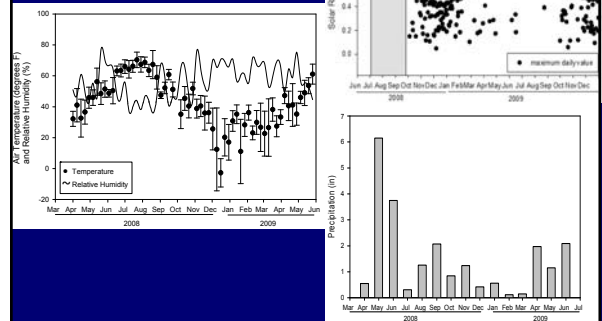 Air Temperature (degrees F)
and Relative Humidity (%)
100
80
60
40
20
0
-20
Temperature
Relative Humidity
Mar Apr May Jun Jul Aug Sep Oct Nov Dec Jan Feb Mar Apr May Jun
2008 2009
Solar R
0.4
0.2
0.0
maximum daily value
Jun Jul Aug Sep Oct Nov Dec Jan Feb Mar Apr May Jun Jul Aug Sep Oct Nov Dec
2008 2009
Precipitation (in)
7
6
5
4
3
2
1
0
Mar Apr May Jun Jul Aug Sep Oct Nov Dec Jan Feb Mar Apr May Jun Jul
2008 2009